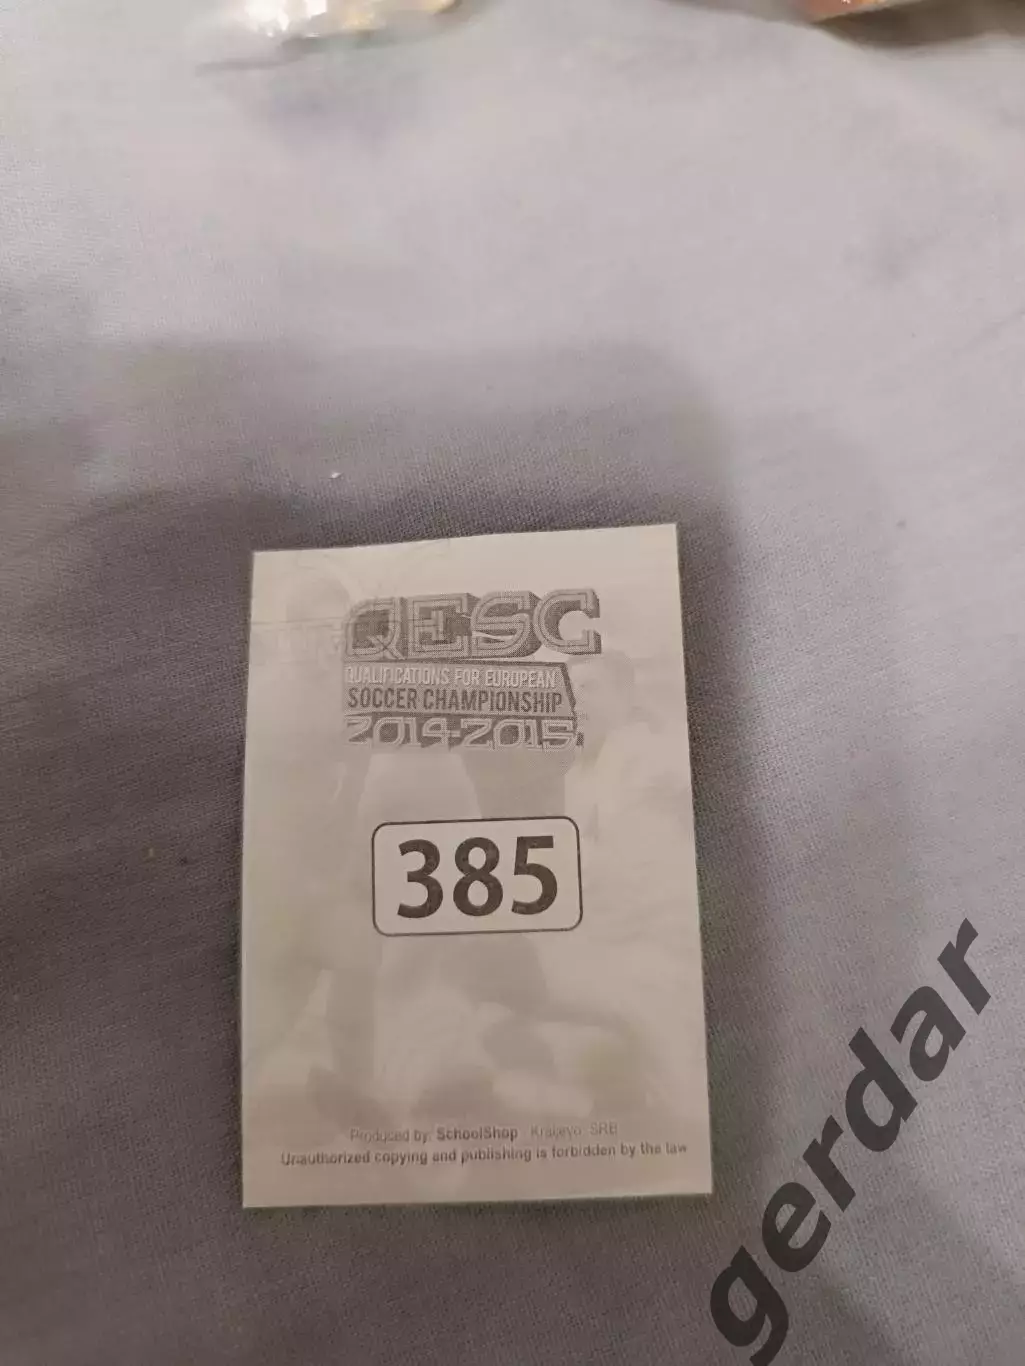 QESC
QUALIFICATIONS FOR EUROPEAN
SOCCER CHAMPIONSHIP
2014-2015
385
Produced by: SchoolShop Kraljevo SRB
Unauthorized copying and publishing is forbidden by the law
gerdar